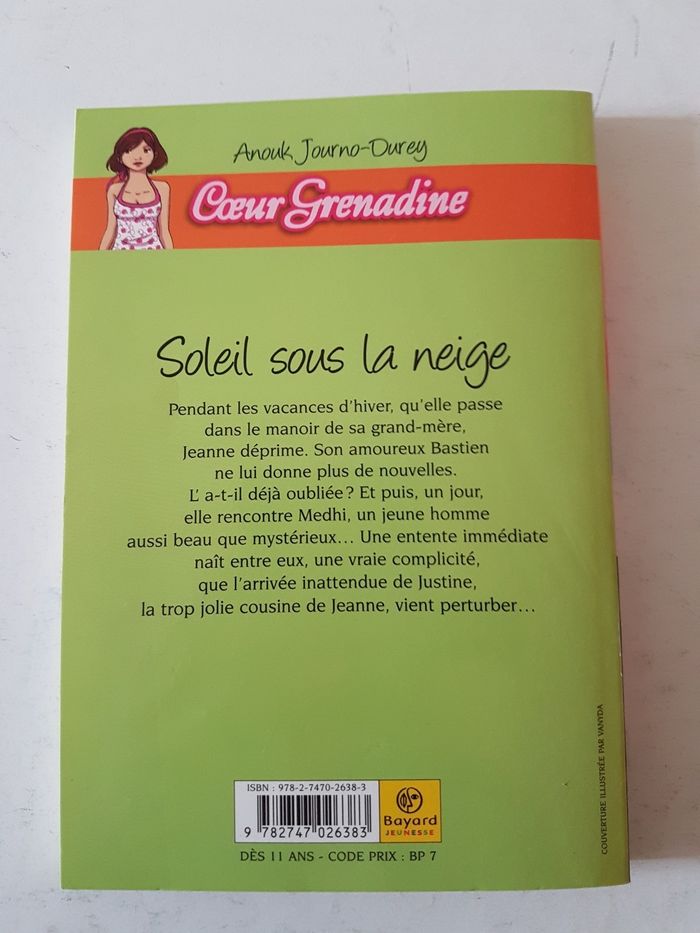 Anouk Journo-Durey
Cœur Grenadine
Soleil sous la neige
Pendant les vacances d'hiver, qu'elle passe
dans le manoir de sa grand-mère,
Jeanne déprime. Son amoureux Bastien
ne lui donne plus de nouvelles.
L' a-t-il déjà oubliée ? Et puis, un jour,
elle rencontre Medhi, un jeune homme
aussi beau que mystérieux... Une entente immédiate
naît entre eux, une vraie complicité,
que l'arrivée inattendue de Justine,
la trop jolie cousine de Jeanne, vient perturber...
COUVERTURE ILLUSTRÉE PAR VANYDA
ISBN : 978-2-7470-2638-3
9 782747 026383
Bayard
JEUNESSE
DÈS 11 ANS - CODE PRIX : BP 7